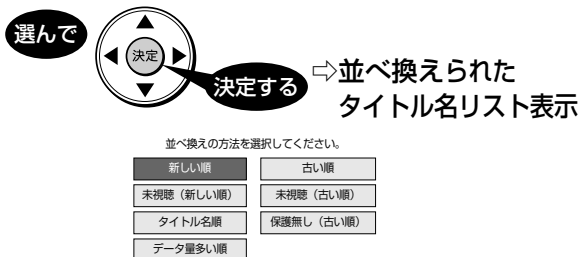 選んで
決定
決定する
⇨並べ換えられた
タイトル名リスト表示
並べ換えの方法を選択してください。
新しい順
古い順
未視聴（新しい順）
未視聴（古い順）
タイトル名順
保護無し（古い順）
データ量多い順